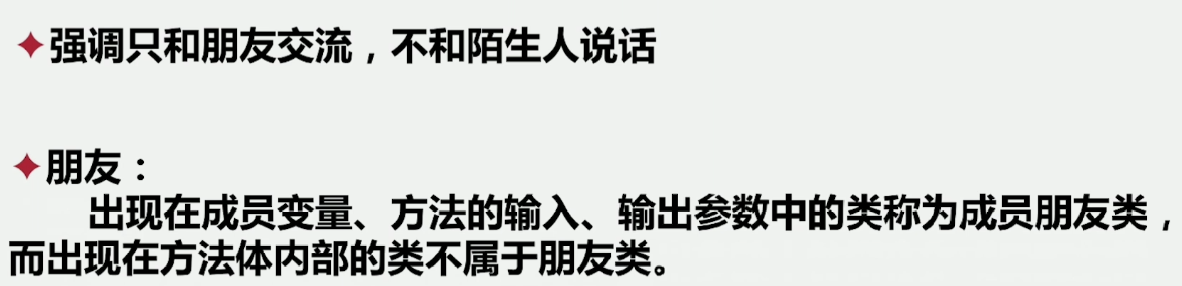 强调只和朋友交流，不和陌生人说话
朋友：
出现在成员变量、方法的输入、输出参数中的类称为成员朋友类，
而出现在方法体内部的类不属于朋友类。